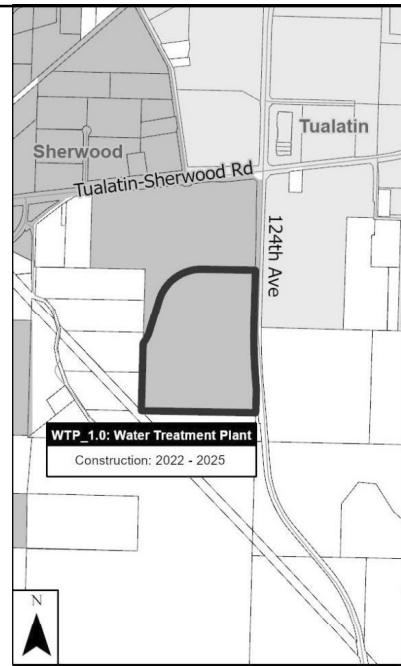 Tualatin
Sherwood
Tualatin-Sherwood Rd
124th Ave
WTP_1.0: Water Treatment Plant
Construction: 2022 - 2025
N